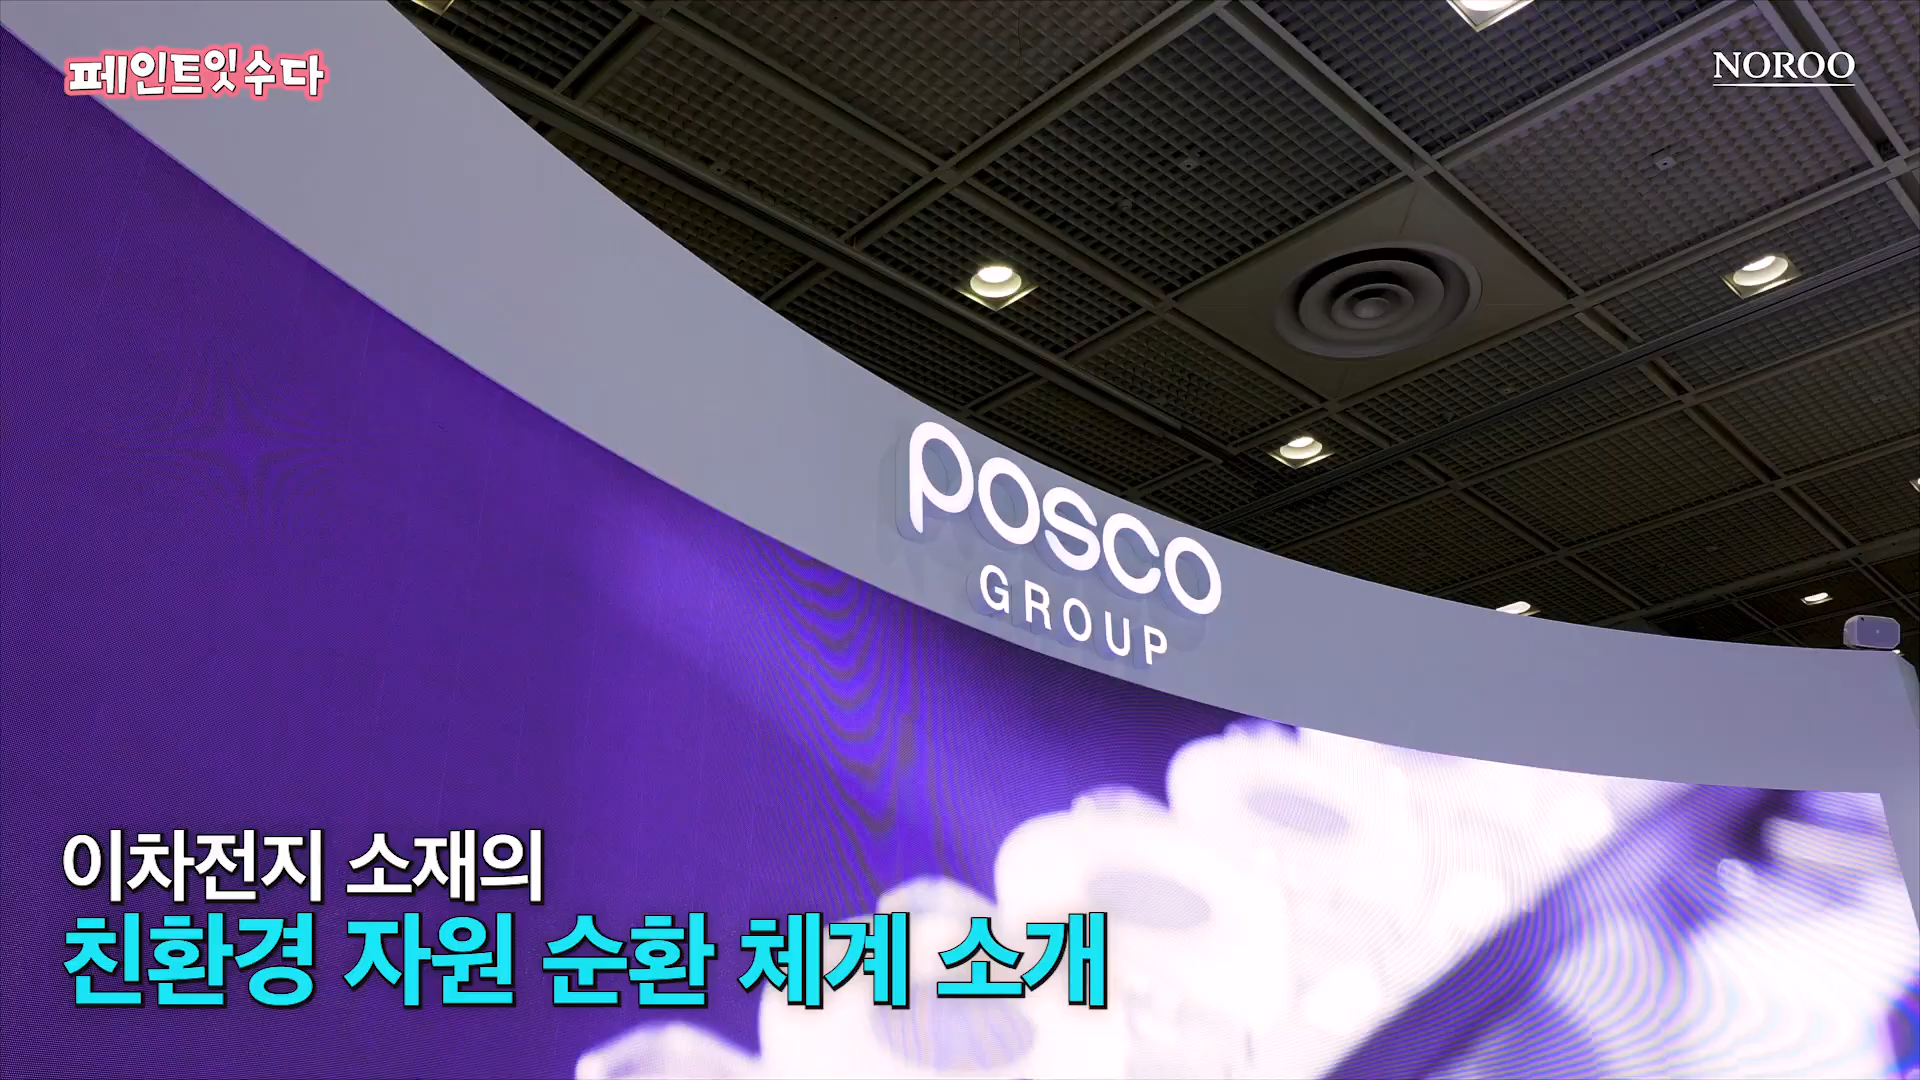 페인트잇수다
NOROO
posco
GROUP
이차전지 소재의
친환경 자원 순환 체계 소개